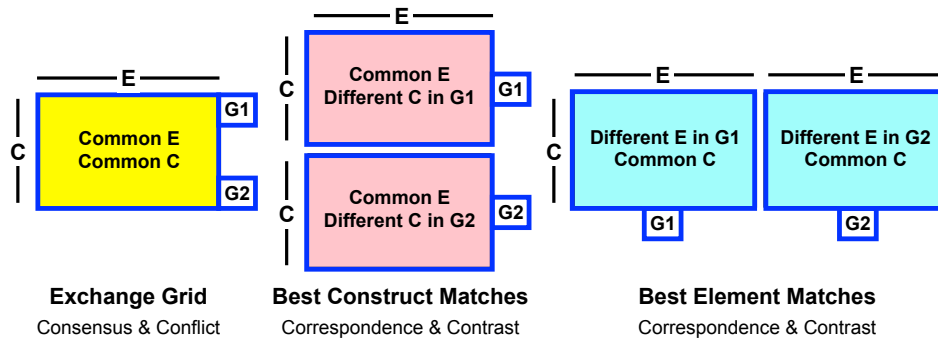 E
C
Common E
Common C
G1
G2
Exchange Grid
Consensus & Conflict
E
C
Common E
Different C in G1
G1
C
Common E
Different C in G2
G2
Best Construct Matches
Correspondence & Contrast
E
E
C
Different E in G1
Common C
G1
Different E in G2
Common C
G2
Best Element Matches
Correspondence & Contrast